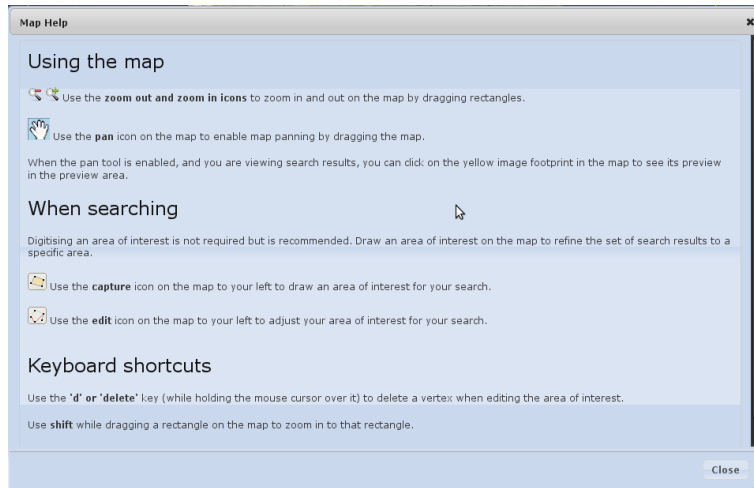 Map Help
Using the map
Use the zoom out and zoom in icons to zoom in and out on the map by dragging rectangles.
Use the pan icon on the map to enable map panning by dragging the map.
When the pan tool is enabled, and you are viewing search results, you can click on the yellow image footprint in the map to see its preview
in the preview area.
When searching
Digitising an area of interest is not required but is recommended. Draw an area of interest on the map to refine the set of search results to a
specific area.
Use the capture icon on the map to your left to draw an area of interest for your search.
Use the edit icon on the map to your left to adjust your area of interest for your search.
Keyboard shortcuts
Use the 'd' or 'delete' key (while holding the mouse cursor over it) to delete a vertex when editing the area of interest.
Use shift while dragging a rectangle on the map to zoom in to that rectangle.
Close